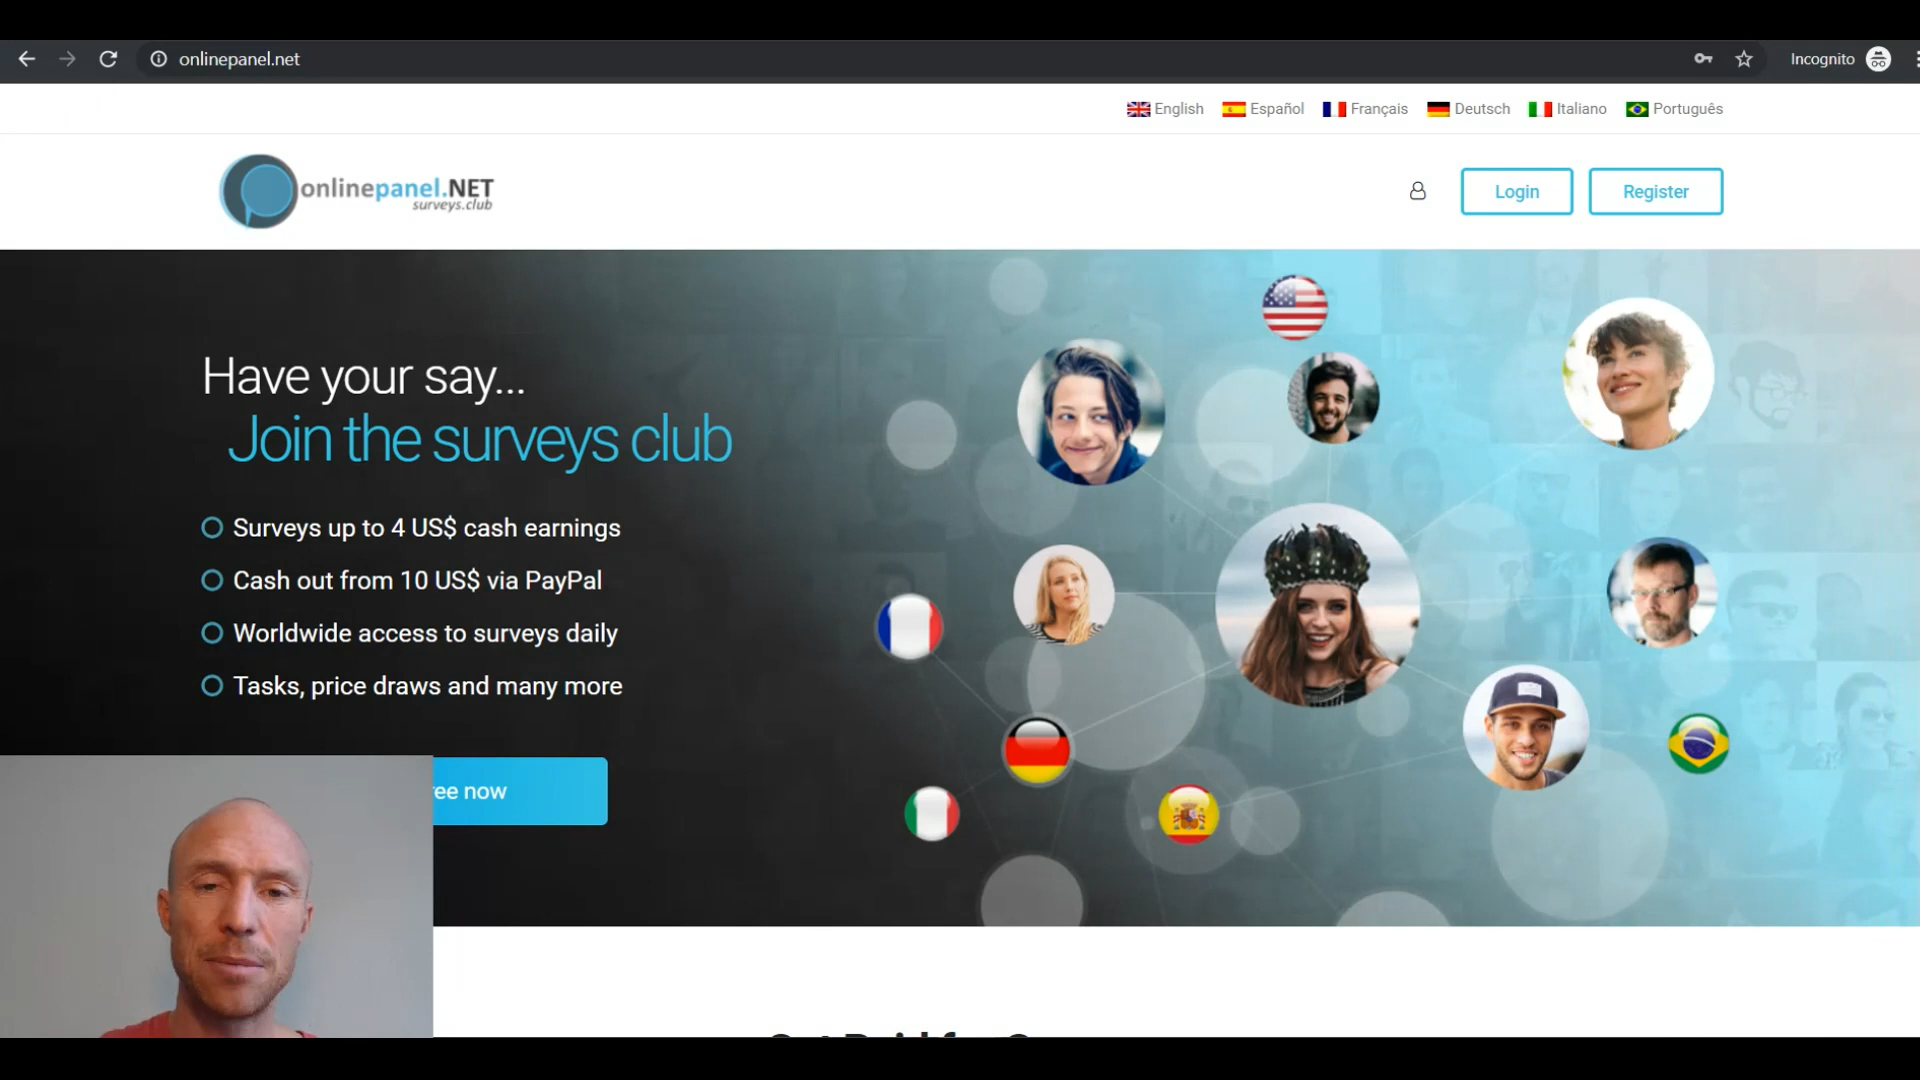 onlinepanel.net
Incognito
English Español Français Deutsch Italiano Português
onlinepanel.NET
surveys.club
Login
Register
Have your say...
Join the surveys club
Surveys up to 4 US$ cash earnings
Cash out from 10 US$ via PayPal
Worldwide access to surveys daily
Tasks, price draws and many more
now